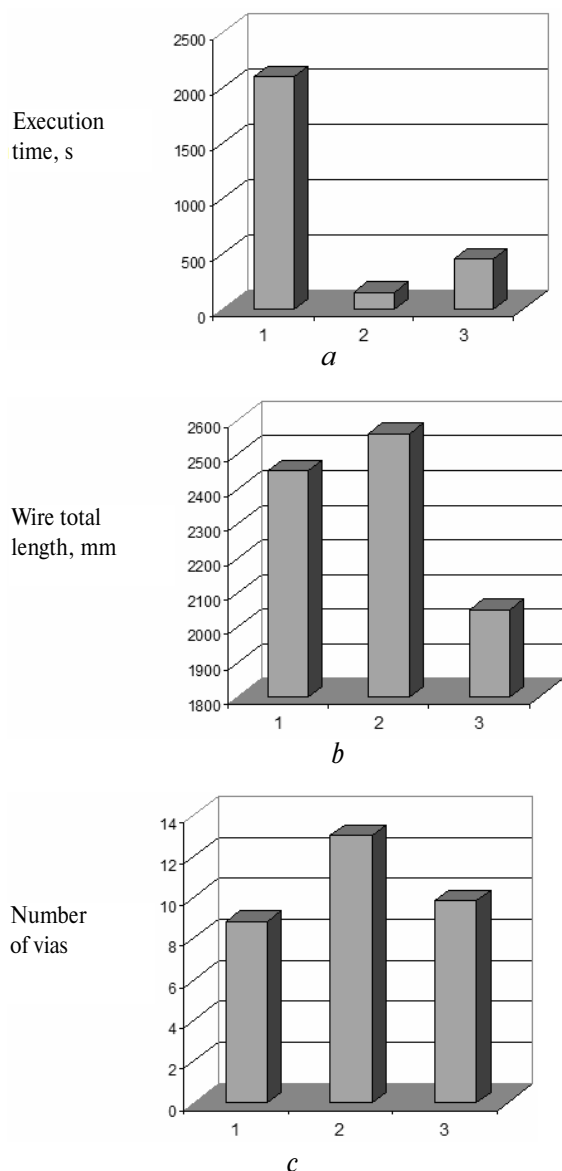 2500
2000
1500
1000
500
0
Execution
time, s
1 2 3
a
2600
2500
2400
2300
2200
2100
2000
1900
1800
Wire total
length, mm
1 2 3
b
14
12
10
8
6
4
2
0
Number
of vias
1 2 3
c